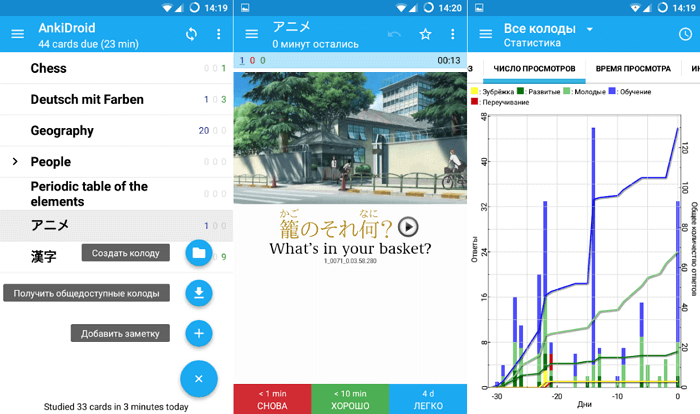 14:19
AnkiDroid
44 cards due (23 min)
Chess 0 0 1
Deutsch mit Farben 1 0 3
Geography 20 0 0
People 0 0 0
Periodic table of the
elements 0 0 0
アニメ 1 0 0
漢字 9
Создать колоду
Получить общедоступные колоды
Добавить заметку
Studied 33 cards in 3 minutes today
14:20
アニメ
0 минут остались
1 0 0 00:13
かご なに
籠のそれ何?
What's in your basket?
1_0071_0.03.58.280
< 1 min < 10 min 4 d
СНОВА ХОРОШО ЛЕГКО
14:19
Все колоды
Статистика
З ЧИСЛО ПРОСМОТРОВ ВРЕМЯ ПРОСМОТРА ИН
: Зубрёжка : Развитые : Молодые : Обучение
: Переучивание
48
40
32
24
16
8
0
Ответы
120
100
80
60
40
20
0
Общее количество ответов
-30 -20 -10 0
Дни